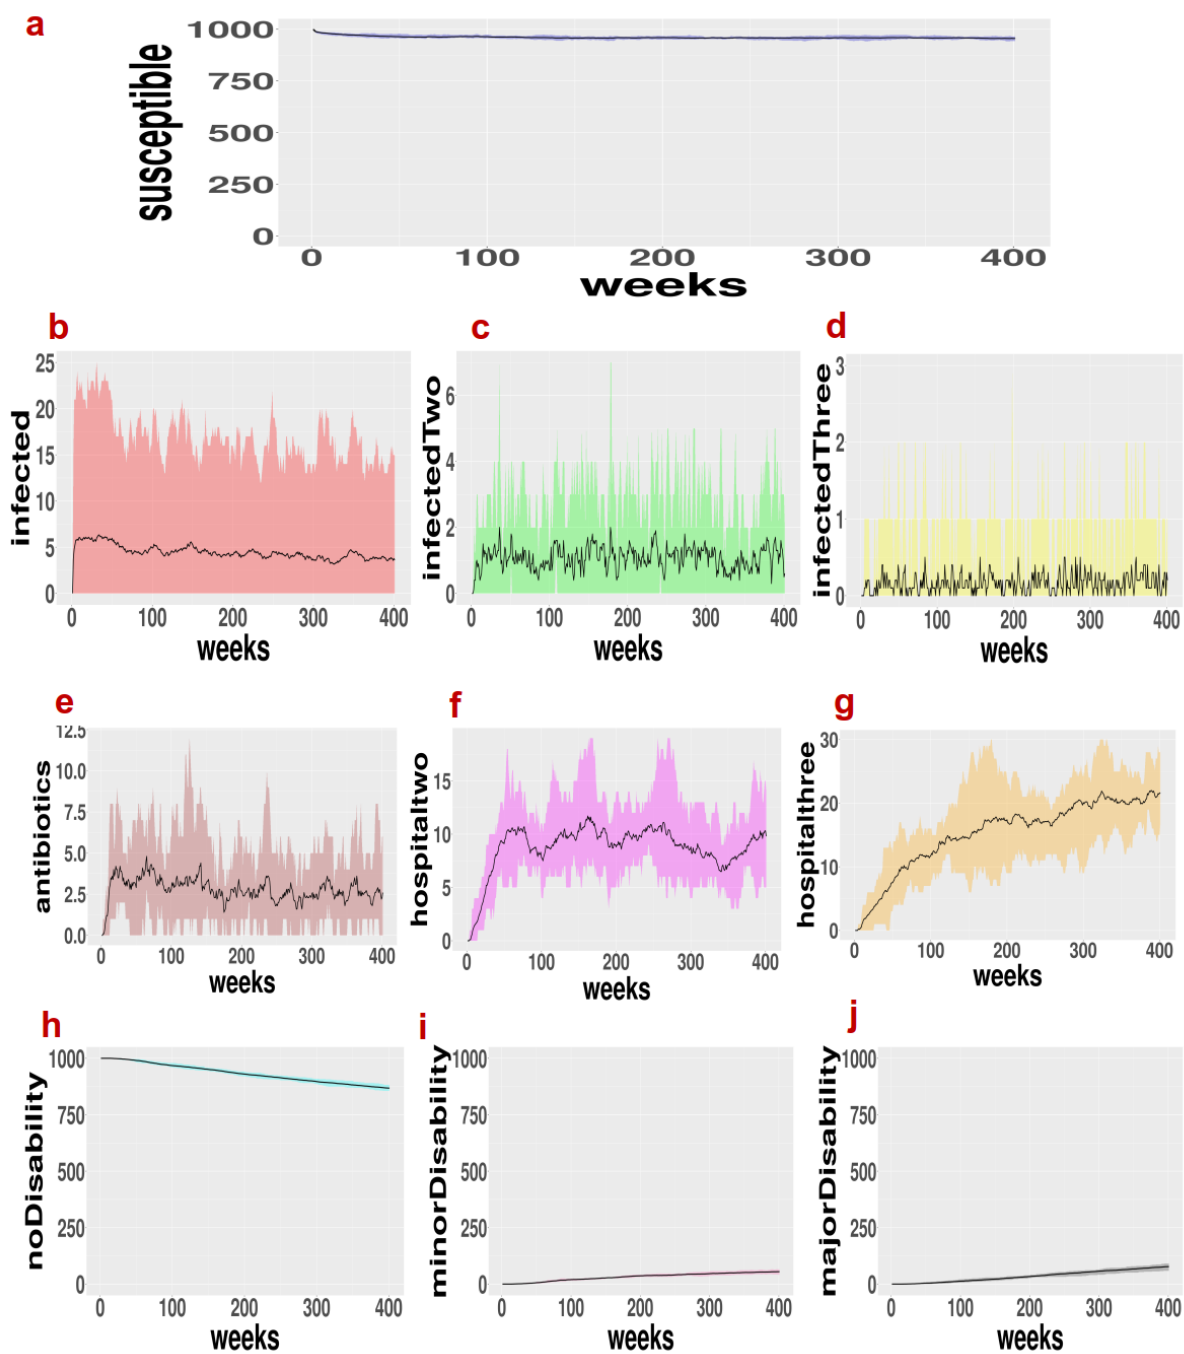 a
susceptible
1000
750
500
250
0
0 100 200 300 400
weeks
b
infected
25
20
15
10
5
0
0 100 200 300 400
weeks
c
infectedTwo
6
4
2
0
0 100 200 300 400
weeks
d
infectedThree
3
2
1
0
0 100 200 300 400
weeks
e
antibiotics
12.5
10.0
7.5
5.0
2.5
0.0
0 100 200 300 400
weeks
f
hospitaltwo
15
10
5
0
0 100 200 300 400
weeks
g
hospitalthree
30
20
10
0
0 100 200 300 400
weeks
h
noDisability
1000
750
500
250
0
0 100 200 300 400
weeks
i
minorDisability
1000
750
500
250
0
0 100 200 300 400
weeks
j
majorDisability
1000
750
500
250
0
0 100 200 300 400
weeks